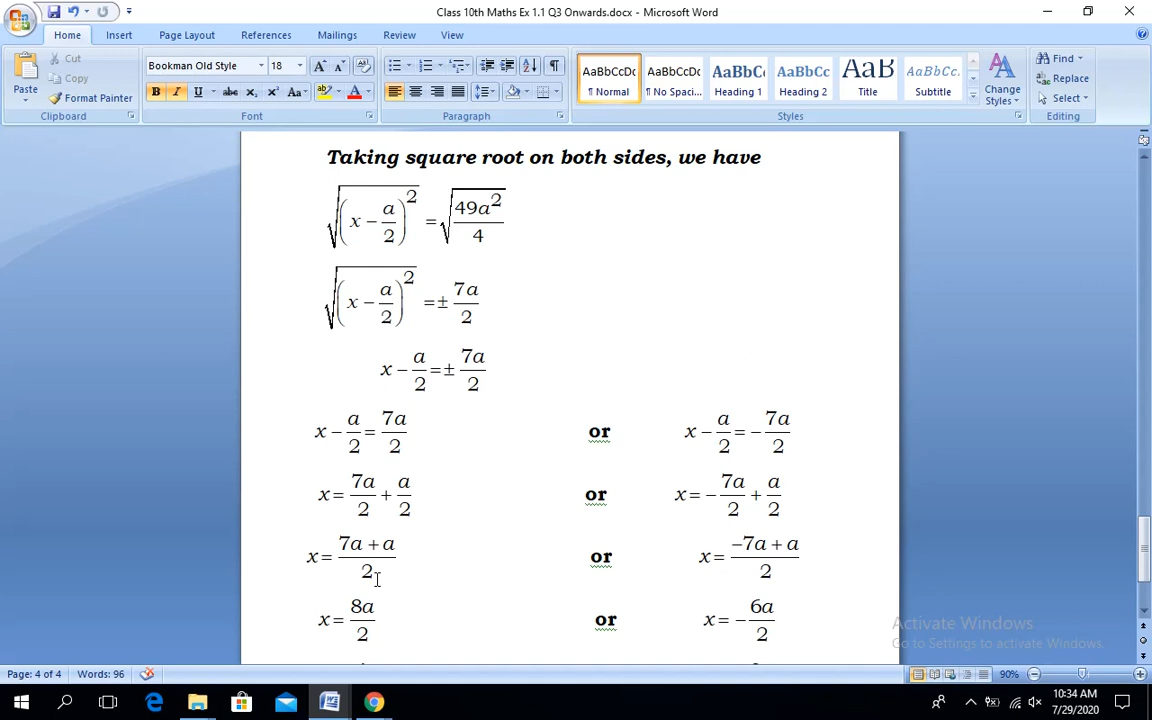 Class 10th Maths Ex 1.1 Q3 Onwards.docx - Microsoft Word
Home Insert Page Layout References Mailings Review View
Paste Cut Copy Format Painter Clipboard
Bookman Old Style 18
B I U abc x₂ x² Aa
Font
Paragraph
AaBbCcDc AaBbCcDc AaBbC AaBbCc AaB AaBbCc.
¶ Normal ¶ No Spaci... Heading 1 Heading 2 Title Subtitle
Change Styles
Styles
Find
Replace
Select
Editing
Taking square root on both sides, we have
√((x − a/2)²) = √(49a²/4)
√((x − a/2)²) = ± 7a/2
x − a/2 = ± 7a/2
x − a/2 = 7a/2 or x − a/2 = − 7a/2
x = 7a/2 + a/2 or x = − 7a/2 + a/2
x = (7a + a)/2 or x = (−7a + a)/2
x = 8a/2 or x = − 6a/2
Activate Windows
Go to Settings to activate Windows.
Page: 4 of 4 Words: 96 90%
10:34 AM
7/29/2020